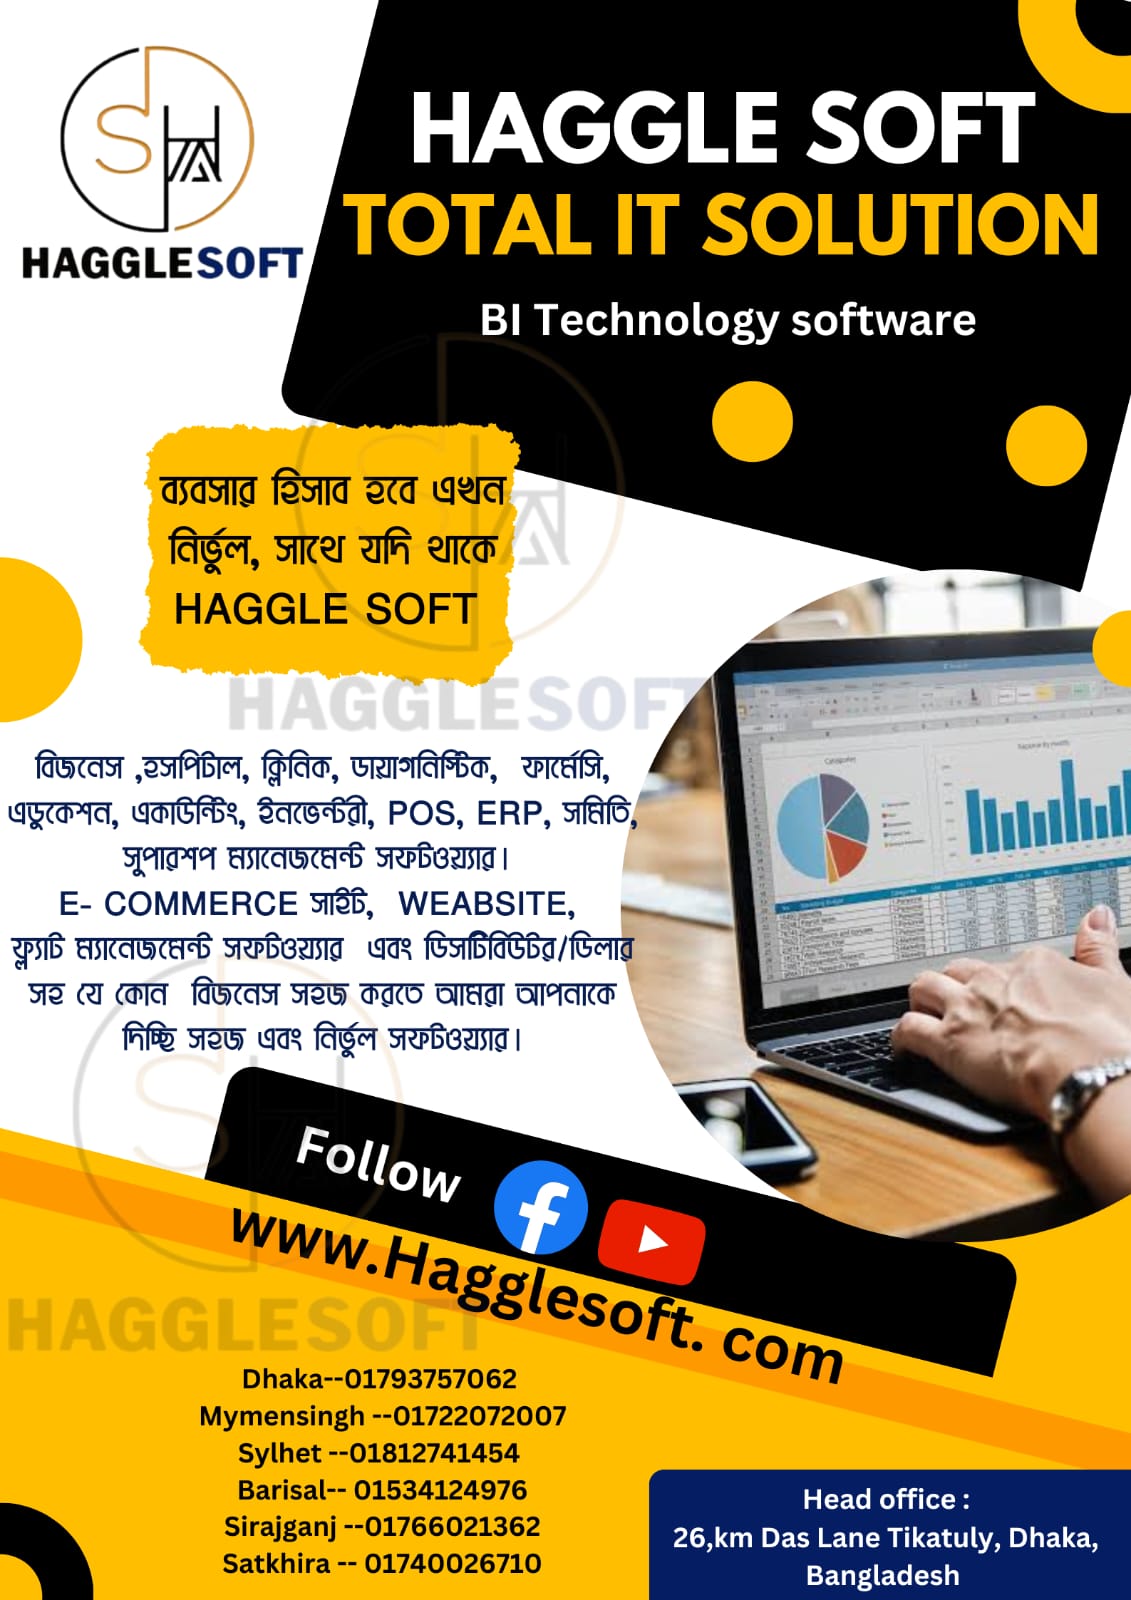 HAGGLESOFT
HAGGLE SOFT
TOTAL IT SOLUTION
BI Technology software
ব্যবসার হিসাব হবে এখন
নির্ভুল, সাথে যদি থাকে
HAGGLE SOFT
HAGGLESOFT
বিজনেস ,হসপিটাল, ক্লিনিক, ডায়াগনিস্টিক, ফার্মেসি,
এডুকেশন, একাউন্টিং, ইনভেন্টরী, POS, ERP, সমিতি,
সুপারশপ ম্যানেজমেন্ট সফটওয়্যার।
E- COMMERCE সাইট, WEABSITE,
ফ্ল্যাট ম্যানেজমেন্ট সফটওয়্যার এবং ডিসটিবিউটর/ডিলার
সহ যে কোন বিজনেস সহজ করতে আমরা আপনাকে
দিচ্ছি সহজ এবং নির্ভুল সফটওয়্যার।
Categories
Follow
www.Hagglesoft. com
HAGGLESOFT
Dhaka--01793757062
Mymensingh --01722072007
Sylhet --01812741454
Barisal-- 01534124976
Sirajganj --01766021362
Satkhira -- 01740026710
Head office :
26,km Das Lane Tikatuly, Dhaka,
Bangladesh